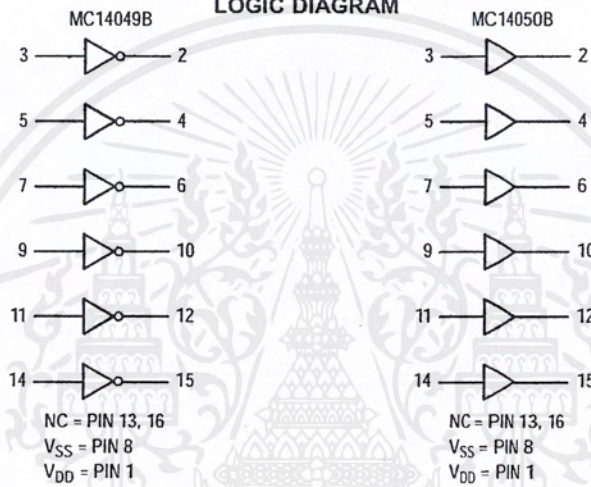 LOGIC DIAGRAM
MC14049B
3 2
5 4
7 6
9 10
11 12
14 15
NC = PIN 13, 16
VSS = PIN 8
VDD = PIN 1
MC14050B
3 2
5 4
7 6
9 10
11 12
14 15
NC = PIN 13, 16
VSS = PIN 8
VDD = PIN 1